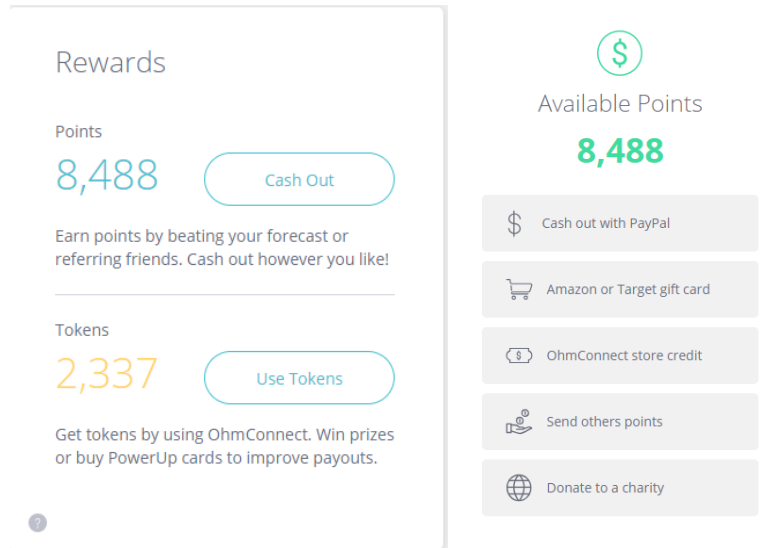 Rewards
Points
8,488
Cash Out
Earn points by beating your forecast or
referring friends. Cash out however you like!
Tokens
2,337
Use Tokens
Get tokens by using OhmConnect. Win prizes
or buy PowerUp cards to improve payouts.
?
$
Available Points
8,488
$
Cash out with PayPal
Amazon or Target gift card
$
OhmConnect store credit
Send others points
Donate to a charity